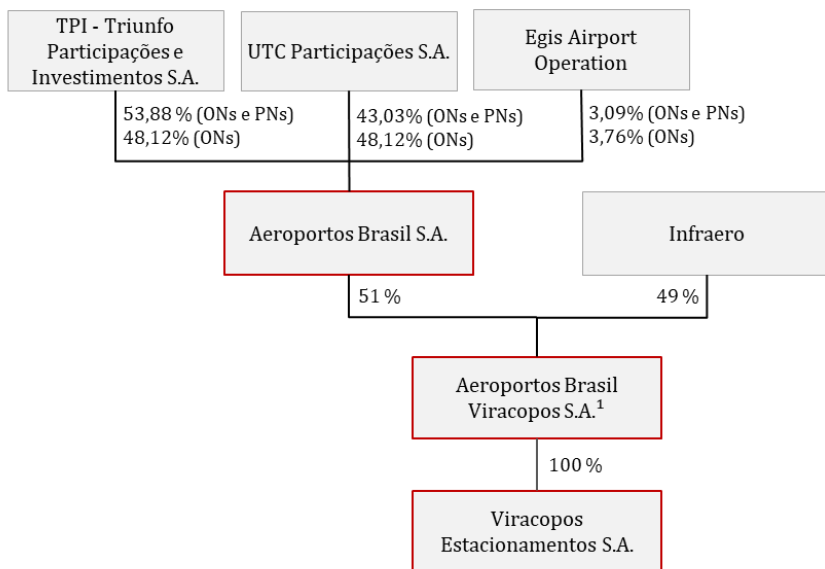 TPI - Triunfo
Participações e
Investimentos S.A.
UTC Participações S.A.
Egis Airport
Operation
53,88 % (ONs e PNs)
48,12% (ONs)
43,03% (ONs e PNs)
48,12% (ONs)
3,09% (ONs e PNs)
3,76% (ONs)
Aeroportos Brasil S.A.
Infraero
51 %
49 %
Aeroportos Brasil
Viracopos S.A.¹
100 %
Viracopos
Estacionamentos S.A.